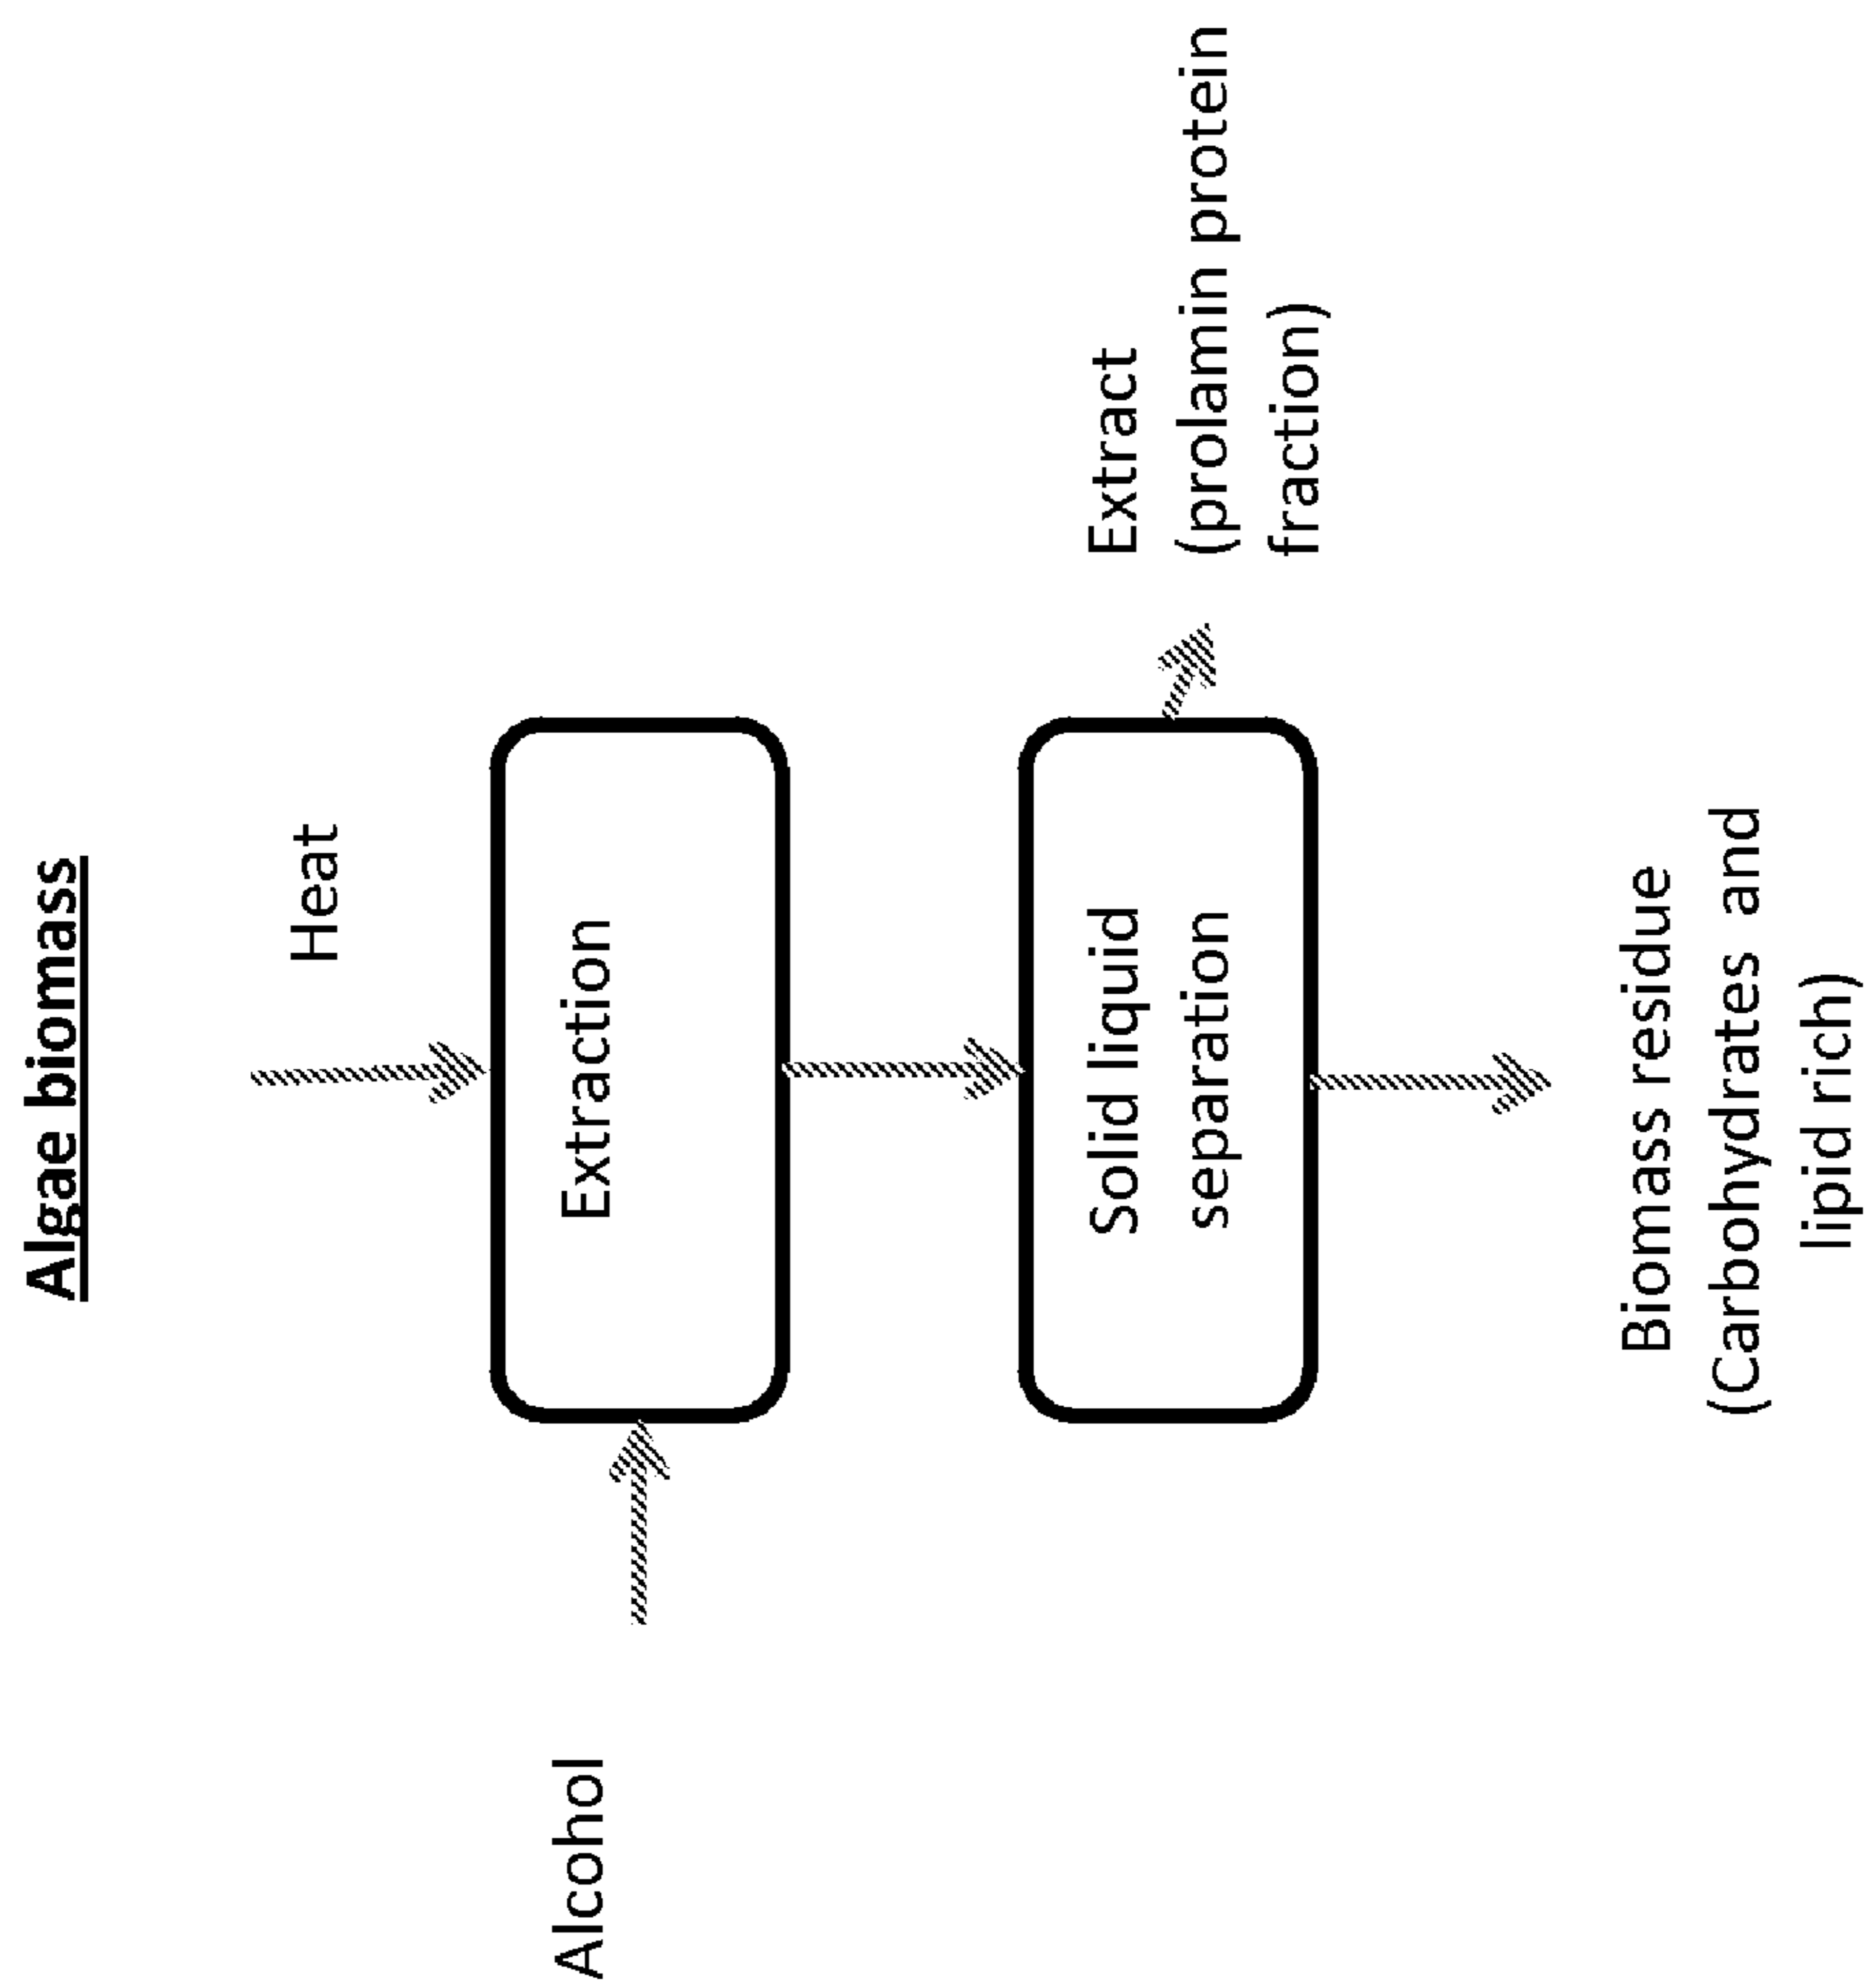 Algae biomass
Heat
Alcohol
Extraction
Solid liquid
separation
Extract
(prolamin protein
fraction)
Biomass residue
(Carbohydrates and
lipid rich)